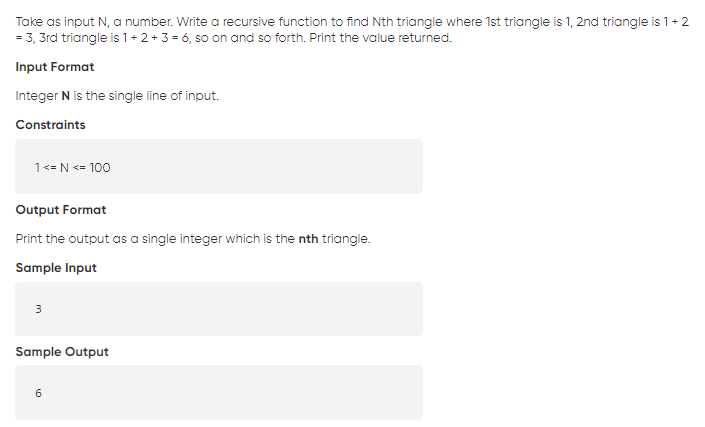 Take as input N, a number. Write a recursive function to find Nth triangle where 1st triangle is 1, 2nd triangle is 1 + 2
= 3, 3rd triangle is 1 + 2 + 3 = 6, so on and so forth. Print the value returned.
Input Format
Integer N is the single line of input.
Constraints
1 <= N <= 100
Output Format
Print the output as a single integer which is the nth triangle.
Sample Input
3
Sample Output
6